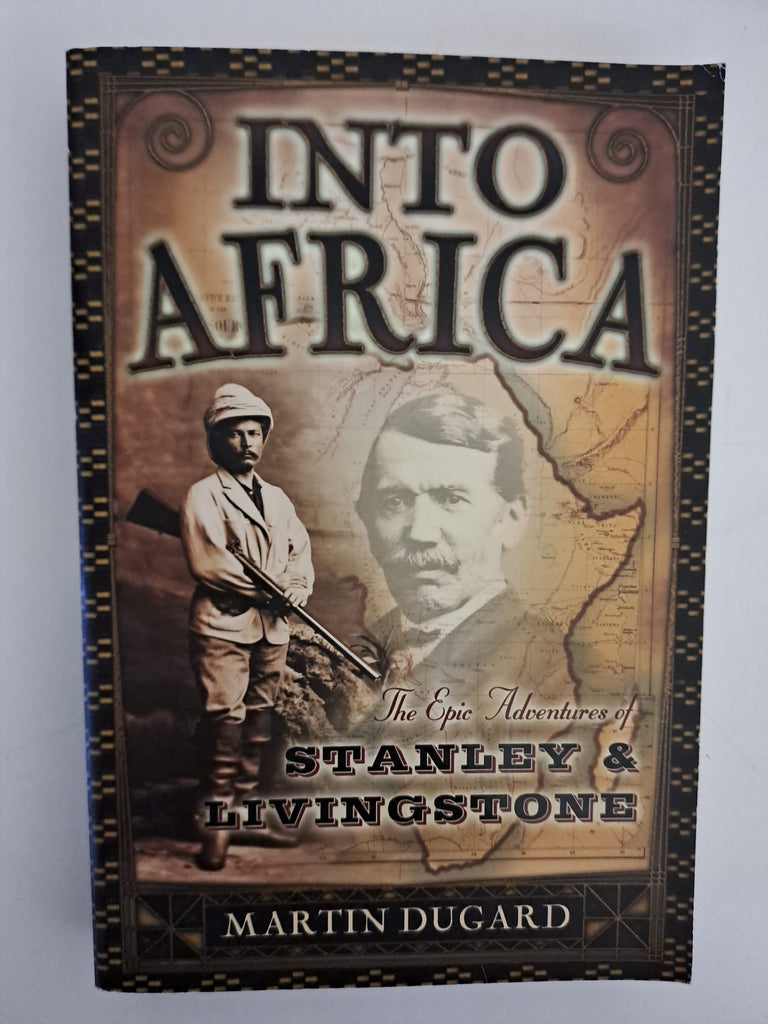 INTO
AFRICA
The Epic Adventures of
STANLEY &
LIVINGSTONE
MARTIN DUGARD